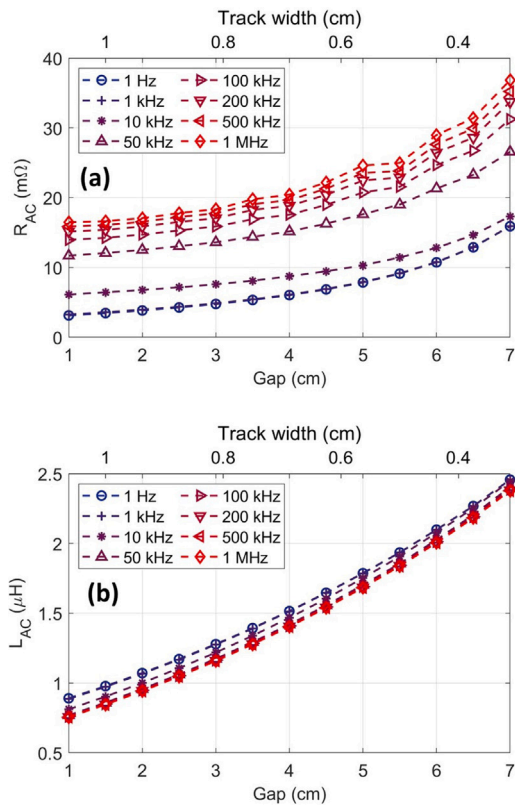 Track width (cm)
1 0.8 0.6 0.4
40
30
20
10
0
R_AC (mΩ)
1 Hz 100 kHz
1 kHz 200 kHz
10 kHz 500 kHz
50 kHz 1 MHz
(a)
1 2 3 4 5 6 7
Gap (cm)
Track width (cm)
1 0.8 0.6 0.4
2.5
2
1.5
1
0.5
L_AC (μH)
1 Hz 100 kHz
1 kHz 200 kHz
10 kHz 500 kHz
50 kHz 1 MHz
(b)
1 2 3 4 5 6 7
Gap (cm)